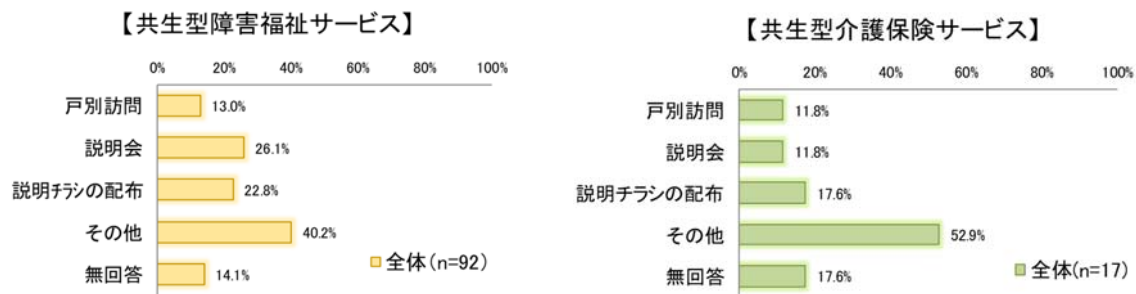 【共生型障害福祉サービス】
0% 20% 40% 60% 80% 100%
戸別訪問 13.0%
説明会 26.1%
説明チラシの配布 22.8%
その他 40.2%
無回答 14.1%
全体(n=92)
【共生型介護保険サービス】
0% 20% 40% 60% 80% 100%
戸別訪問 11.8%
説明会 11.8%
説明チラシの配布 17.6%
その他 52.9%
無回答 17.6%
全体(n=17)